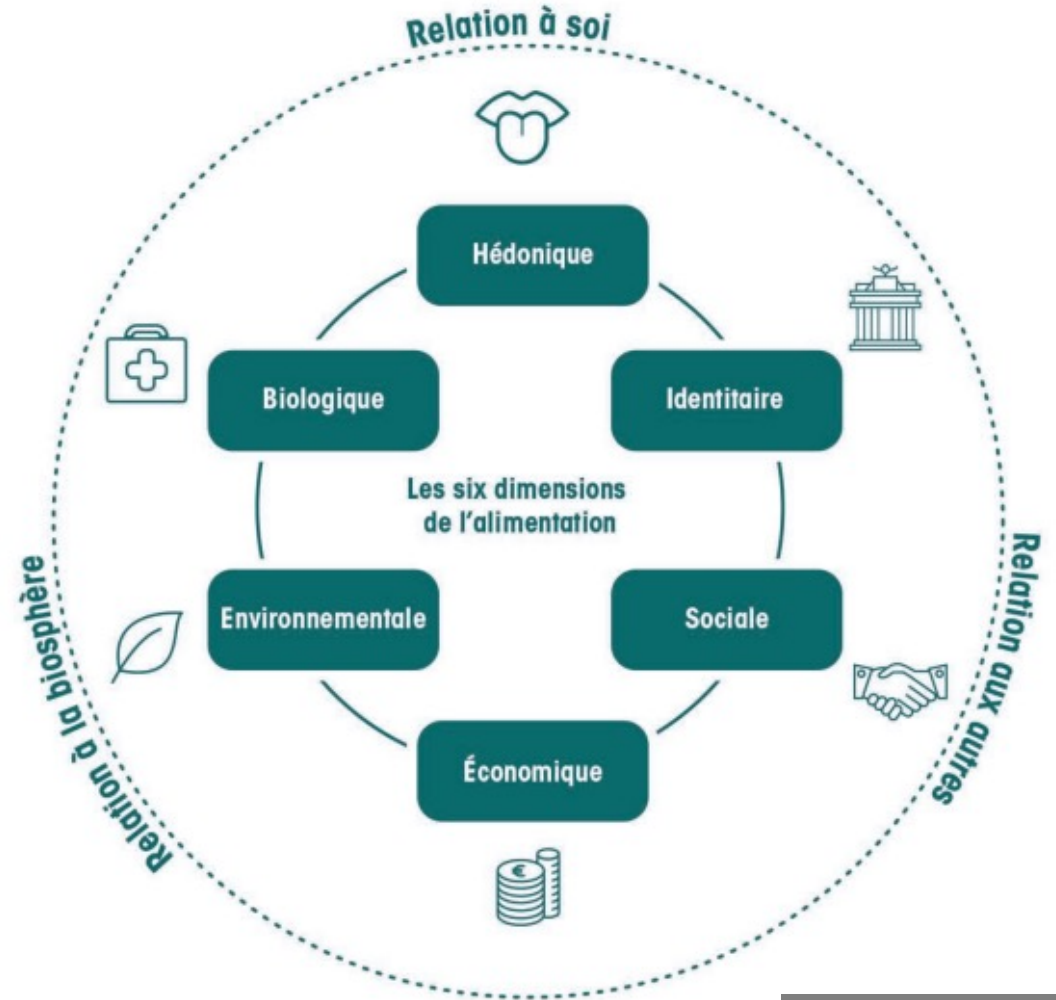 Relation à soi
Hédonique
Biologique
Identitaire
Les six dimensions
de l'alimentation
Environnementale
Sociale
Économique
€
Relation à la biosphère
Relation aux autres